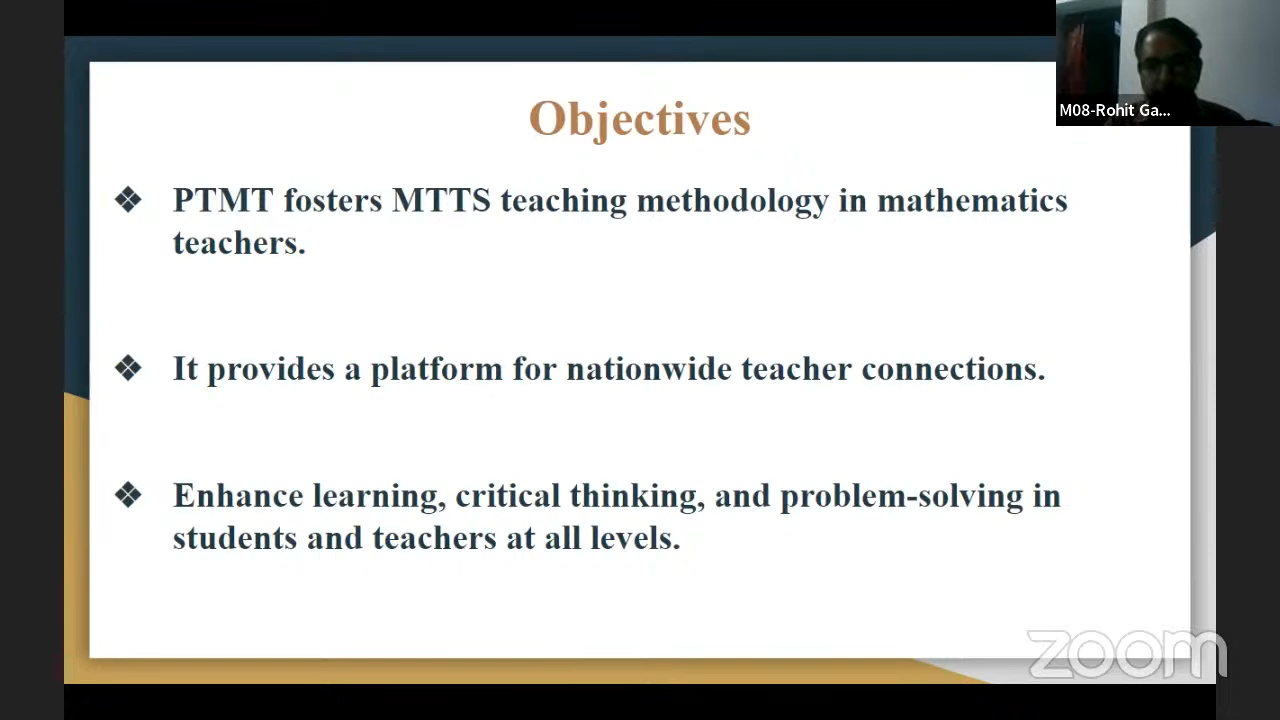 Objectives
M08-Rohit Ga...
❖ PTMT fosters MTTS teaching methodology in mathematics
teachers.
❖ It provides a platform for nationwide teacher connections.
❖ Enhance learning, critical thinking, and problem-solving in
students and teachers at all levels.
zoom